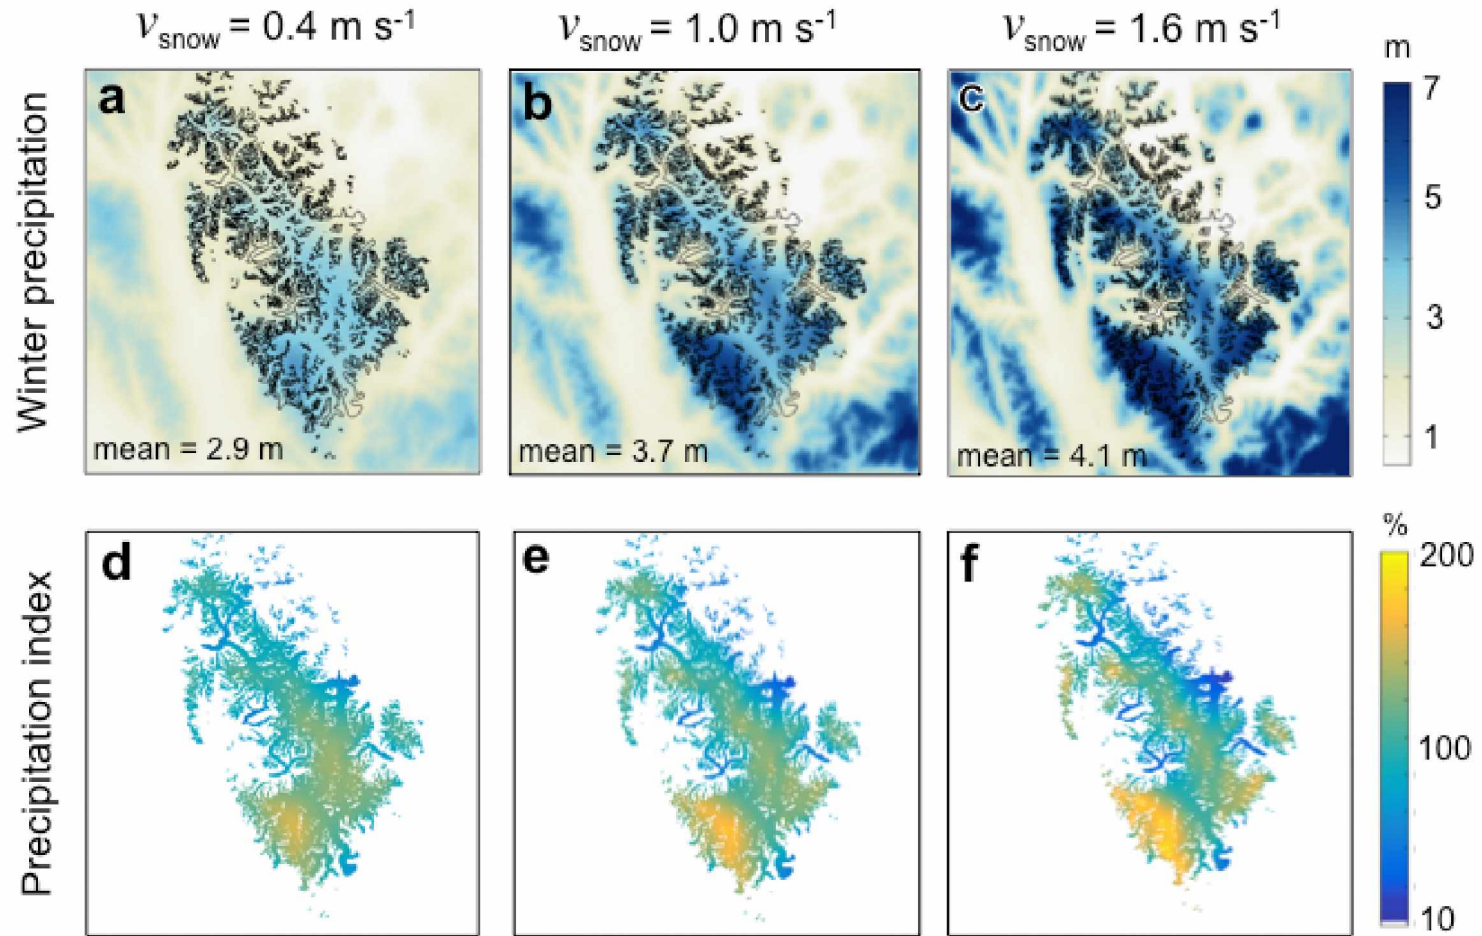 v_snow = 0.4 m s⁻¹
v_snow = 1.0 m s⁻¹
v_snow = 1.6 m s⁻¹
m
Winter precipitation
a
b
c
7
5
3
1
mean = 2.9 m
mean = 3.7 m
mean = 4.1 m
%
Precipitation index
d
e
f
200
100
10